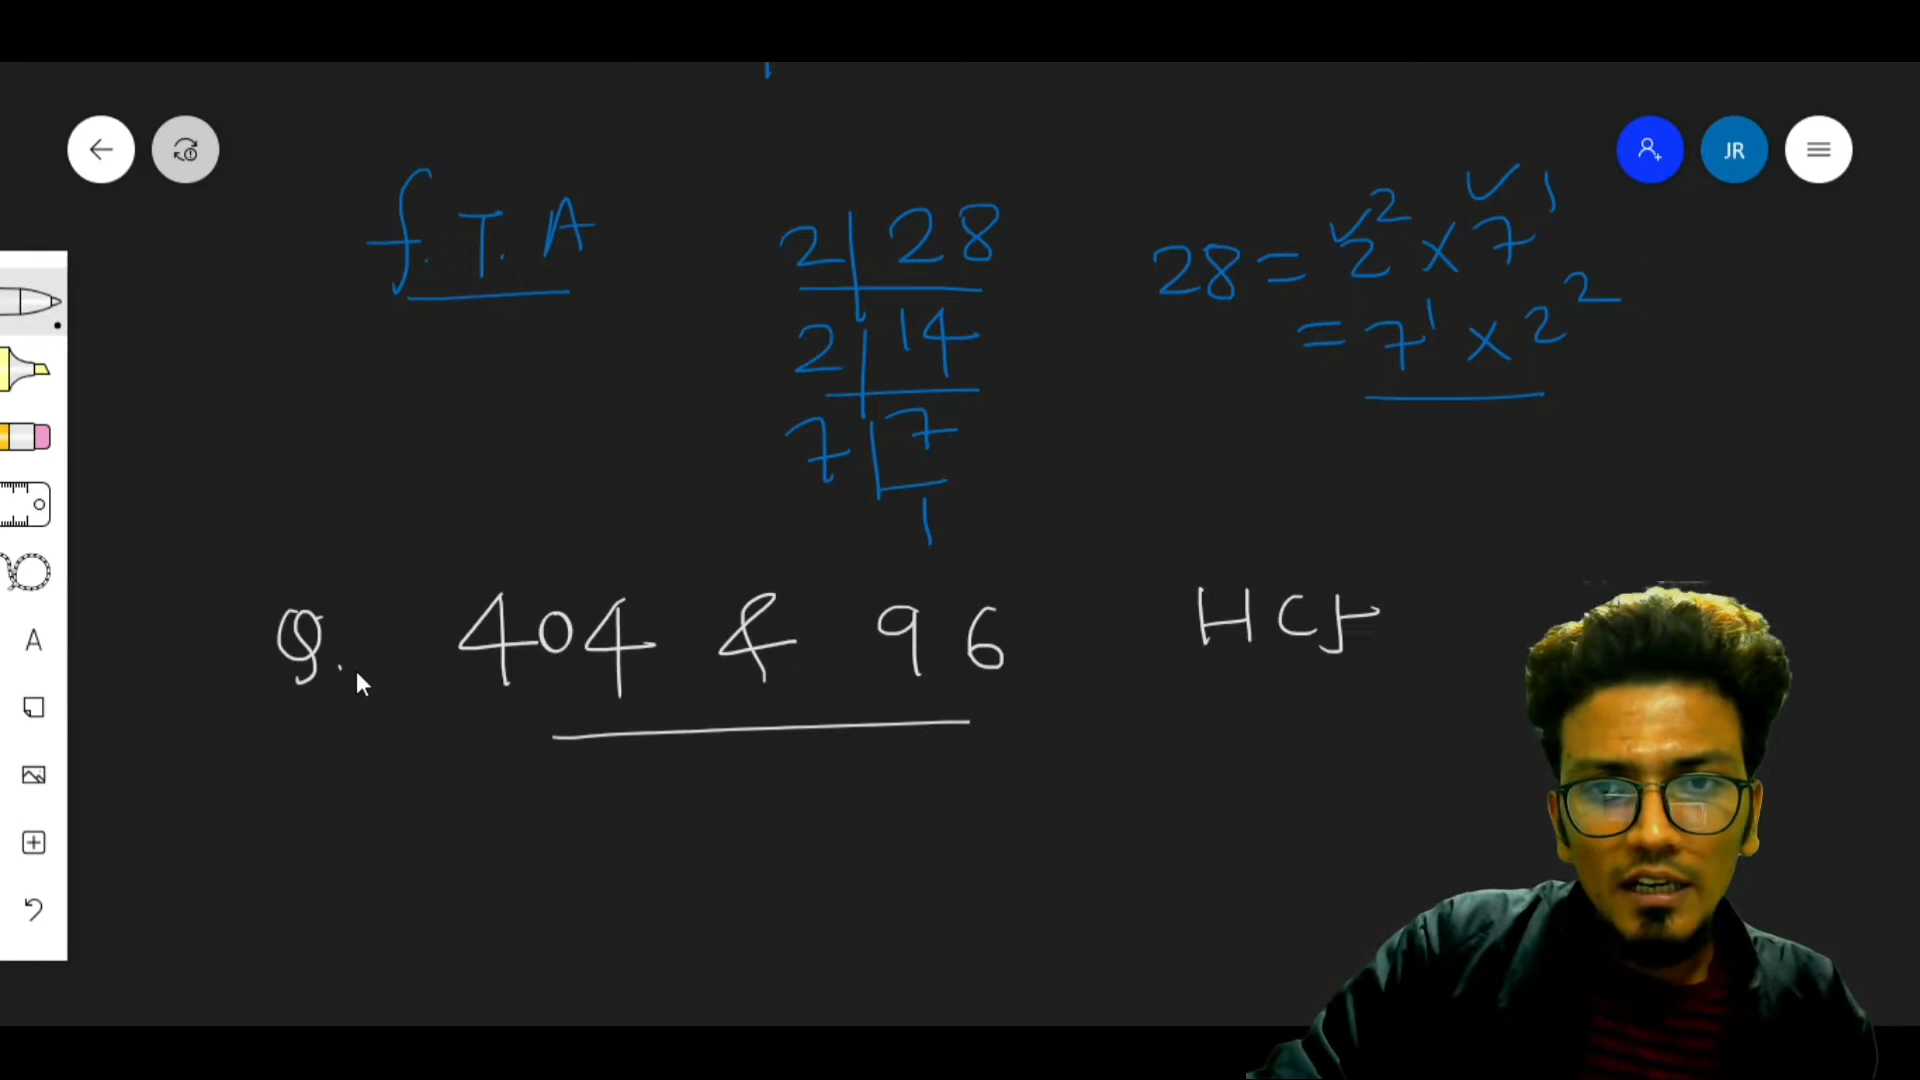 JR
f.T.A
2 28
2 14
7 7
1
28 = 2² x 7¹
= 7¹ x 2²
A
Q. 404 & 96 HCF